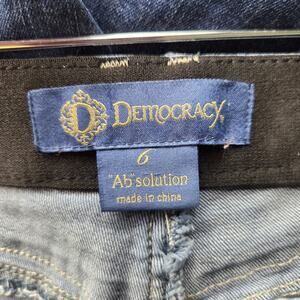 D DEMOCRACY
6
"Ab"solution
made in china